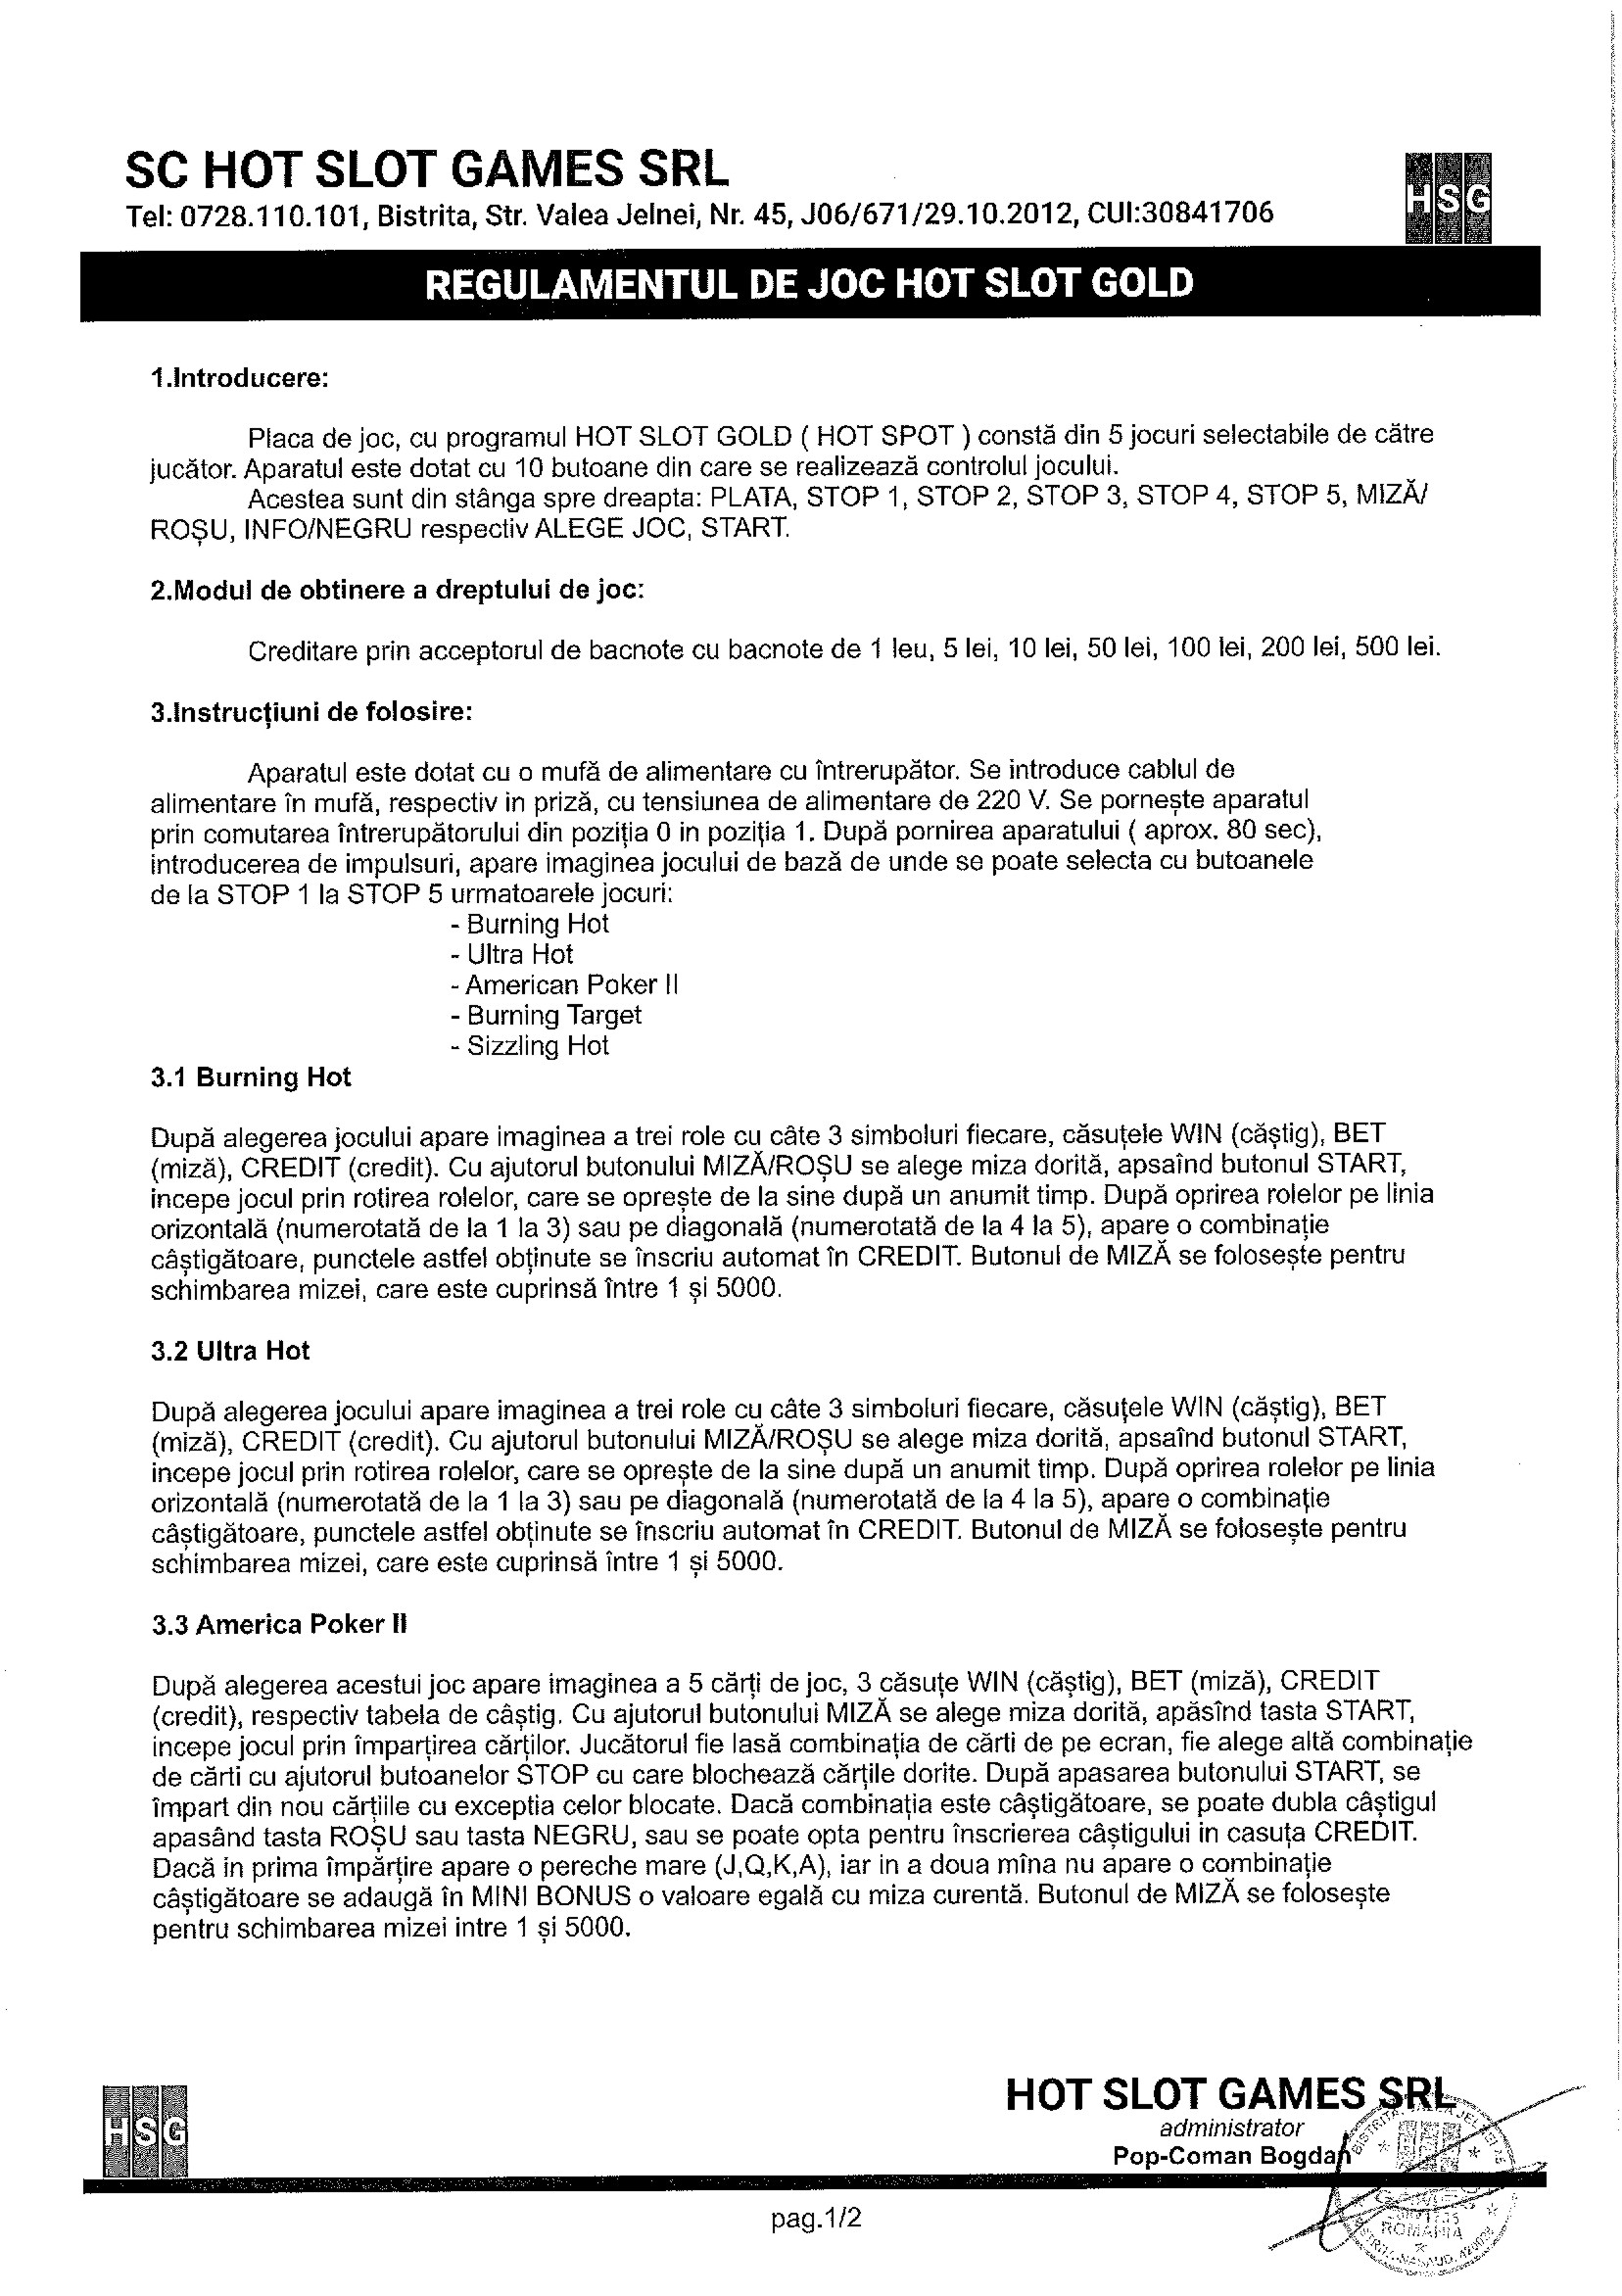 SC HOT SLOT GAMES SRL
Tel: 0728.110.101, Bistrita, Str. Valea Jelnei, Nr. 45, J06/671/29.10.2012, CUI:30841706
HSG
REGULAMENTUL DE JOC HOT SLOT GOLD
1.Introducere:
Placa de joc, cu programul HOT SLOT GOLD ( HOT SPOT ) constă din 5 jocuri selectabile de către
jucător. Aparatul este dotat cu 10 butoane din care se realizează controlul jocului.
Acestea sunt din stânga spre dreapta: PLATA, STOP 1, STOP 2, STOP 3, STOP 4, STOP 5, MIZĂ/
ROȘU, INFO/NEGRU respectiv ALEGE JOC, START.
2.Modul de obtinere a dreptului de joc:
Creditare prin acceptorul de bacnote cu bacnote de 1 leu, 5 lei, 10 lei, 50 lei, 100 lei, 200 lei, 500 lei.
3.Instrucțiuni de folosire:
Aparatul este dotat cu o mufă de alimentare cu întrerupător. Se introduce cablul de
alimentare în mufă, respectiv in priză, cu tensiunea de alimentare de 220 V. Se pornește aparatul
prin comutarea întrerupătorului din poziția 0 in poziția 1. După pornirea aparatului ( aprox. 80 sec),
introducerea de impulsuri, apare imaginea jocului de bază de unde se poate selecta cu butoanele
de la STOP 1 la STOP 5 urmatoarele jocuri:
- Burning Hot
- Ultra Hot
- American Poker II
- Burning Target
- Sizzling Hot
3.1 Burning Hot
După alegerea jocului apare imaginea a trei role cu câte 3 simboluri fiecare, căsuțele WIN (căștig), BET
(miză), CREDIT (credit). Cu ajutorul butonului MIZĂ/ROȘU se alege miza dorită, apsaînd butonul START,
incepe jocul prin rotirea rolelor, care se oprește de la sine după un anumit timp. După oprirea rolelor pe linia
orizontală (numerotată de la 1 la 3) sau pe diagonală (numerotată de la 4 la 5), apare o combinație
câștigătoare, punctele astfel obținute se înscriu automat în CREDIT. Butonul de MIZĂ se folosește pentru
schimbarea mizei, care este cuprinsă între 1 și 5000.
3.2 Ultra Hot
După alegerea jocului apare imaginea a trei role cu câte 3 simboluri fiecare, căsuțele WIN (căștig), BET
(miză), CREDIT (credit). Cu ajutorul butonului MIZĂ/ROȘU se alege miza dorită, apsaînd butonul START,
incepe jocul prin rotirea rolelor, care se oprește de la sine după un anumit timp. După oprirea rolelor pe linia
orizontală (numerotată de la 1 la 3) sau pe diagonală (numerotată de la 4 la 5), apare o combinație
câștigătoare, punctele astfel obținute se înscriu automat în CREDIT. Butonul de MIZĂ se folosește pentru
schimbarea mizei, care este cuprinsă între 1 și 5000.
3.3 America Poker II
După alegerea acestui joc apare imaginea a 5 cărți de joc, 3 căsuțe WIN (căștig), BET (miză), CREDIT
(credit), respectiv tabela de câștig. Cu ajutorul butonului MIZĂ se alege miza dorită, apăsînd tasta START,
incepe jocul prin împarțirea cărților. Jucătorul fie lasă combinația de cărti de pe ecran, fie alege altă combinație
de cărti cu ajutorul butoanelor STOP cu care blochează cărțile dorite. După apasarea butonului START, se
împart din nou cărțiile cu exceptia celor blocate. Dacă combinația este câștigătoare, se poate dubla câștigul
apasând tasta ROȘU sau tasta NEGRU, sau se poate opta pentru înscrierea câștigului in casuța CREDIT.
Dacă in prima împărțire apare o pereche mare (J,Q,K,A), iar in a doua mîna nu apare o combinație
câștigătoare se adaugă în MINI BONUS o valoare egală cu miza curentă. Butonul de MIZĂ se folosește
pentru schimbarea mizei intre 1 și 5000.
HSG
HOT SLOT GAMES SRL
administrator
Pop-Coman Bogdan
ROMANIA
pag.1/2